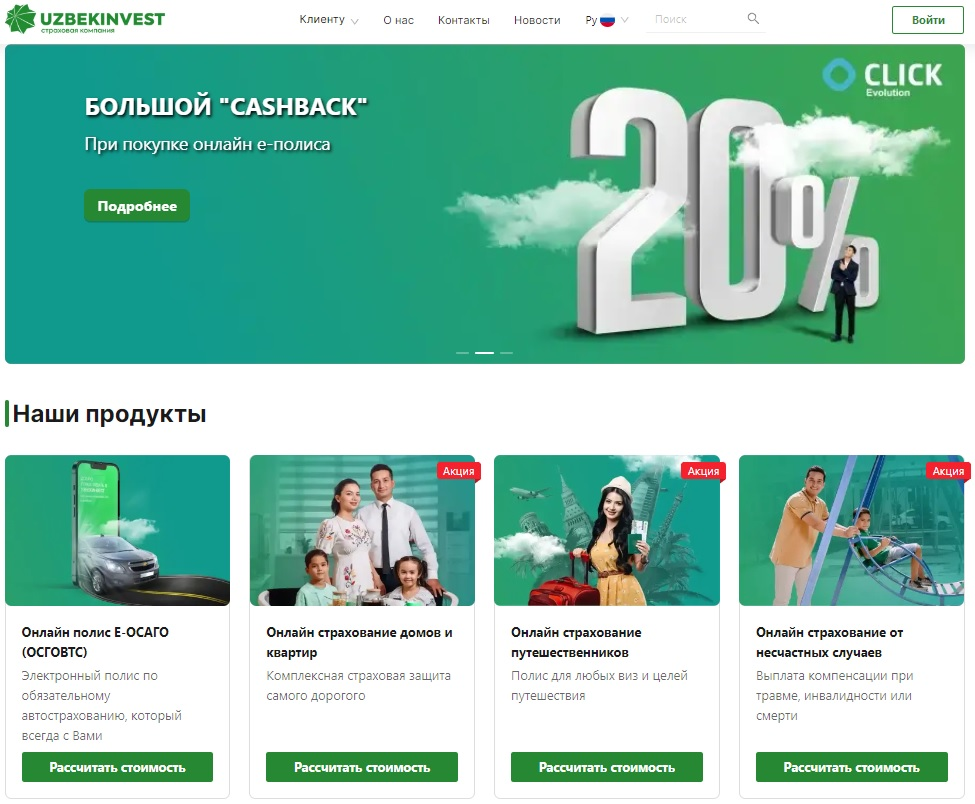 UZBEKINVEST
страховая компания
Клиенту
О нас
Контакты
Новости
Ру
Поиск
Войти
CLICK
Evolution
БОЛЬШОЙ "CASHBACK"
При покупке онлайн е-полиса
Подробнее
20%
Наши продукты
Акция
Акция
Акция
Онлайн полис Е-ОСАГО
(ОСГОВТС)
Электронный полис по
обязательному
автострахованию, который
всегда с Вами
Рассчитать стоимость
Онлайн страхование домов и
квартир
Комплексная страховая защита
самого дорогого
Рассчитать стоимость
Онлайн страхование
путешественников
Полис для любых виз и целей
путешествия
Рассчитать стоимость
Онлайн страхование от
несчастных случаев
Выплата компенсации при
травме, инвалидности или
смерти
Рассчитать стоимость